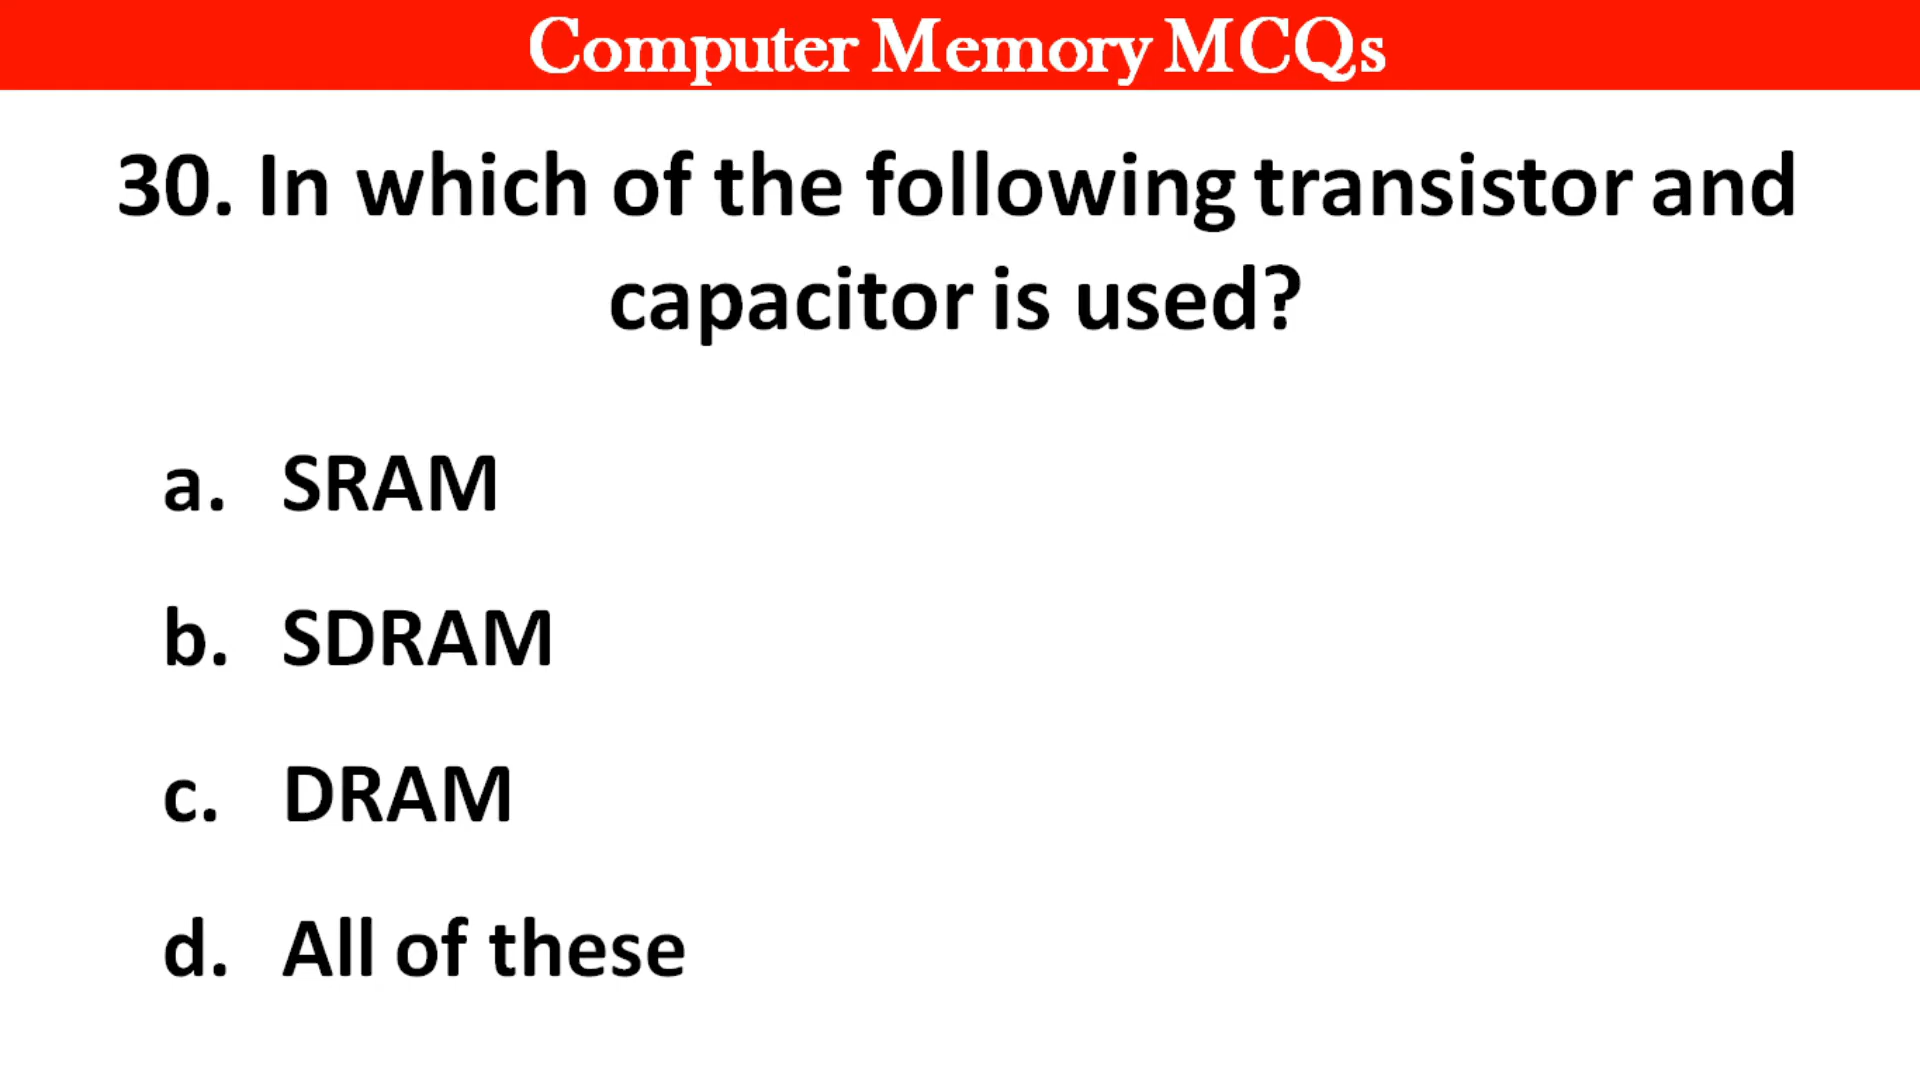 Computer Memory MCQs
30. In which of the following transistor and
capacitor is used?
a. SRAM
b. SDRAM
c. DRAM
d. All of these